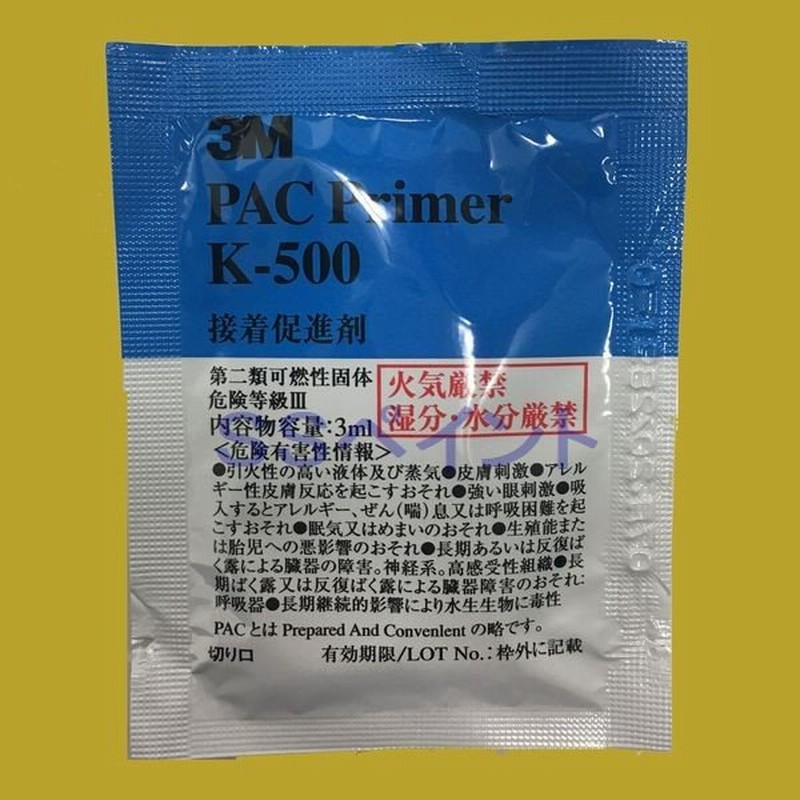 3M
PAC Primer
K-500
接着促進剤
第二類可燃性固体
危険等級Ⅲ
内容物容量:3ml
火気厳禁
湿分・水分厳禁
SSペイント
<危険有害性情報>
●引火性の高い液体及び蒸気●皮膚刺激●アレル
ギー性皮膚反応を起こすおそれ●強い眼刺激●吸
入するとアレルギー、ぜん(喘)息又は呼吸困難を起
こすおそれ●眠気又はめまいのおそれ●生殖能また
は胎児への悪影響のおそれ●長期あるいは反復ば
く露による臓器の障害。神経系。高感受性組織●長
期ばく露又は反復ばく露による臓器障害のおそれ:
呼吸器●長期継続的影響により水生生物に毒性
PACとは Prepared And Convenlent の略です。
切り口
有効期限/LOT No.:枠外に記載